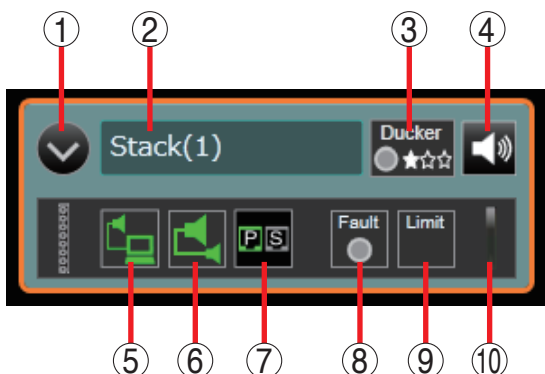 ① ② ③ ④
Stack(1)
Ducker
★☆☆
P S
Fault
Limit
⑤ ⑥ ⑦ ⑧ ⑨ ⑩